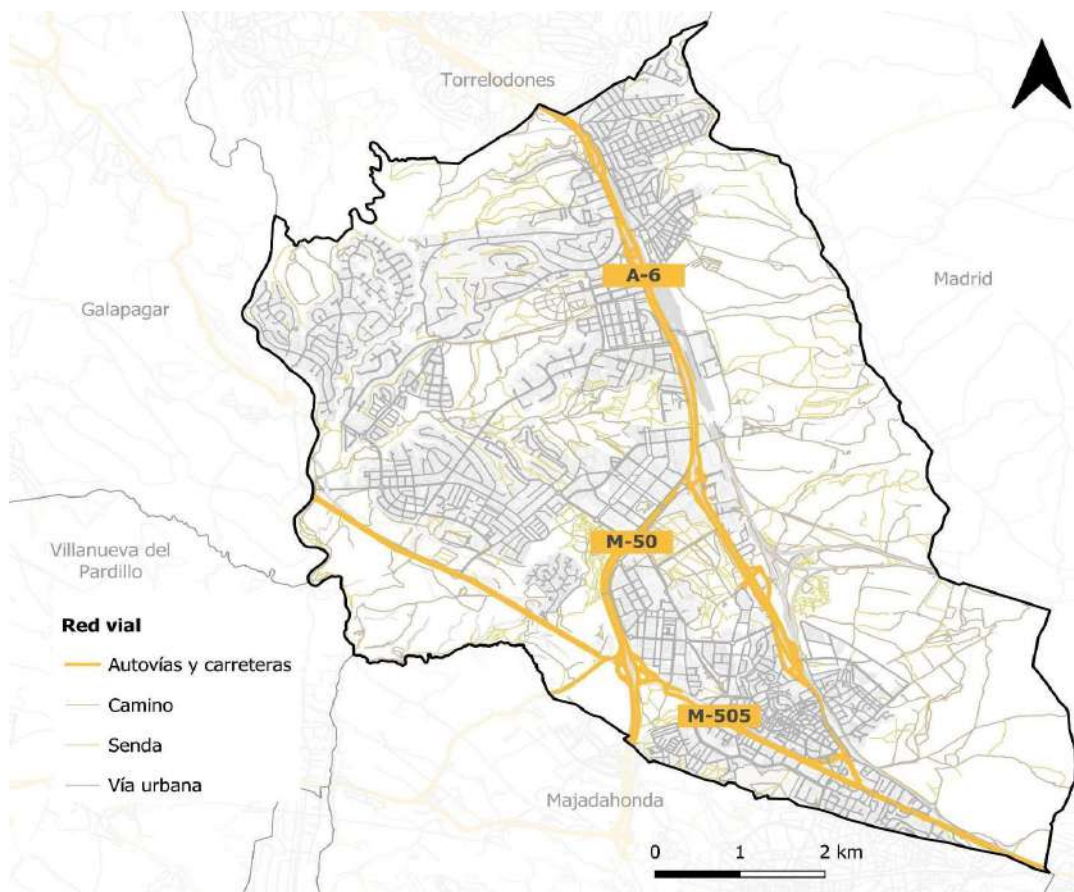 Torrelodones
A-6
Madrid
Galapagar
M-50
Villanueva del
Pardillo
Red vial
Autovías y carreteras
Camino
Senda
Vía urbana
M-505
Majadahonda
0 1 2 km